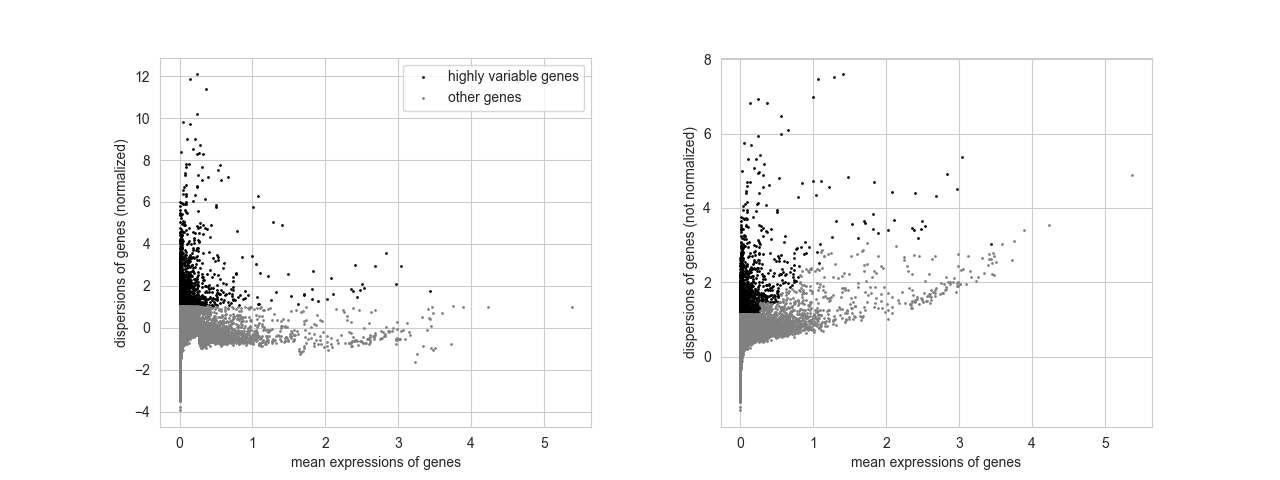 highly variable genes
other genes
dispersions of genes (normalized)
12
10
8
6
4
2
0
−2
−4
0 1 2 3 4 5
mean expressions of genes
dispersions of genes (not normalized)
8
6
4
2
0
0 1 2 3 4 5
mean expressions of genes